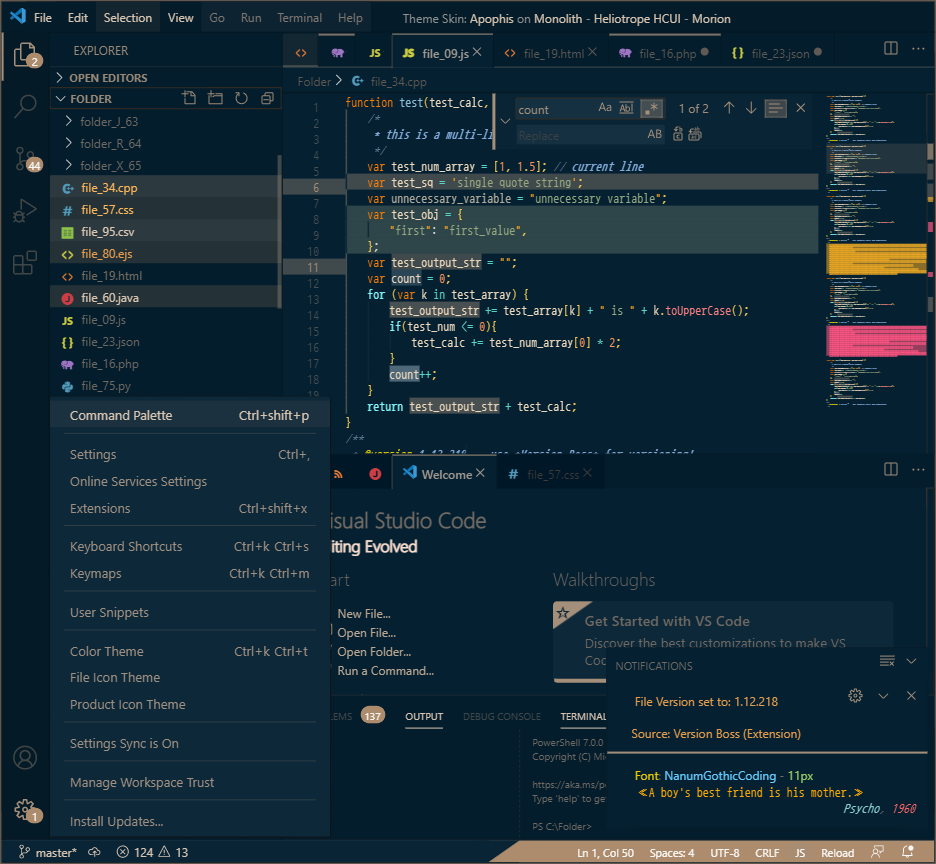 File Edit Selection View Go Run Terminal Help Theme Skin: Apophis on Monolith - Heliotrope HCUI - Morion
EXPLORER
2
OPEN EDITORS
FOLDER
folder_J_63
folder_R_64
folder_X_65
44
file_34.cpp
file_57.css
file_95.csv
file_80.ejs
file_19.html
file_60.java
file_09.js
file_23.json
file_16.php
file_75.py
JS
JS file_09.js
file_19.html
file_16.php
file_23.json
Folder > file_34.cpp
count
Aa Abl .* 1 of 2
Replace
AB
1 function test(test_calc,
2 /*
3 * this is a multi-li
4 */
5 var test_num_array = [1, 1.5]; // current line
6 var test_sq = 'single quote string';
7 var unnecessary_variable = "unnecessary variable";
8 var test_obj = {
9 "first": "first_value",
10 };
11 var test_output_str = "";
12 var count = 0;
13 for (var k in test_array) {
14 test_output_str += test_array[k] + " is " + k.toUpperCase();
15 if(test_num <= 0){
16 test_calc += test_num_array[0] * 2;
17 }
18 count++;
19 }
return test_output_str + test_calc;
}
/**
Command Palette Ctrl+shift+p
Settings Ctrl+,
Online Services Settings
Extensions Ctrl+shift+x
Keyboard Shortcuts Ctrl+k Ctrl+s
Keymaps Ctrl+k Ctrl+m
User Snippets
Color Theme Ctrl+k Ctrl+t
File Icon Theme
Product Icon Theme
Settings Sync is On
Manage Workspace Trust
Install Updates...
1
Welcome
# file_57.css
isual Studio Code
iting Evolved
art
New File...
Open File...
Open Folder...
Run a Command...
Walkthroughs
Get Started with VS Code
Discover the best customizations to make VS
Coc
LEMS 137 OUTPUT DEBUG CONSOLE TERMINAL
PowerShell 7.0.0
Copyright (C) Mi
https://aka.ms/po
Type 'help' to ge
PS C:\Folder>
NOTIFICATIONS
File Version set to: 1.12.218
Source: Version Boss (Extension)
Font: NanumGothicCoding - 11px
≪A boy's best friend is his mother.≫
Psycho, 1960
master* 124 13 Ln 1, Col 50 Spaces: 4 UTF-8 CRLF JS Reload